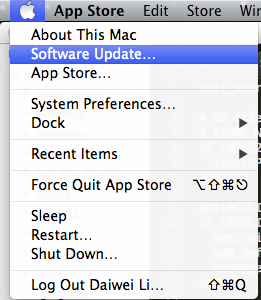 App Store Edit Store
About This Mac
Software Update...
App Store...
System Preferences...
Dock
Recent Items
Force Quit App Store ⌥⇧⌘⎋
Sleep
Restart...
Shut Down...
Log Out Daiwei Li... ⇧⌘Q